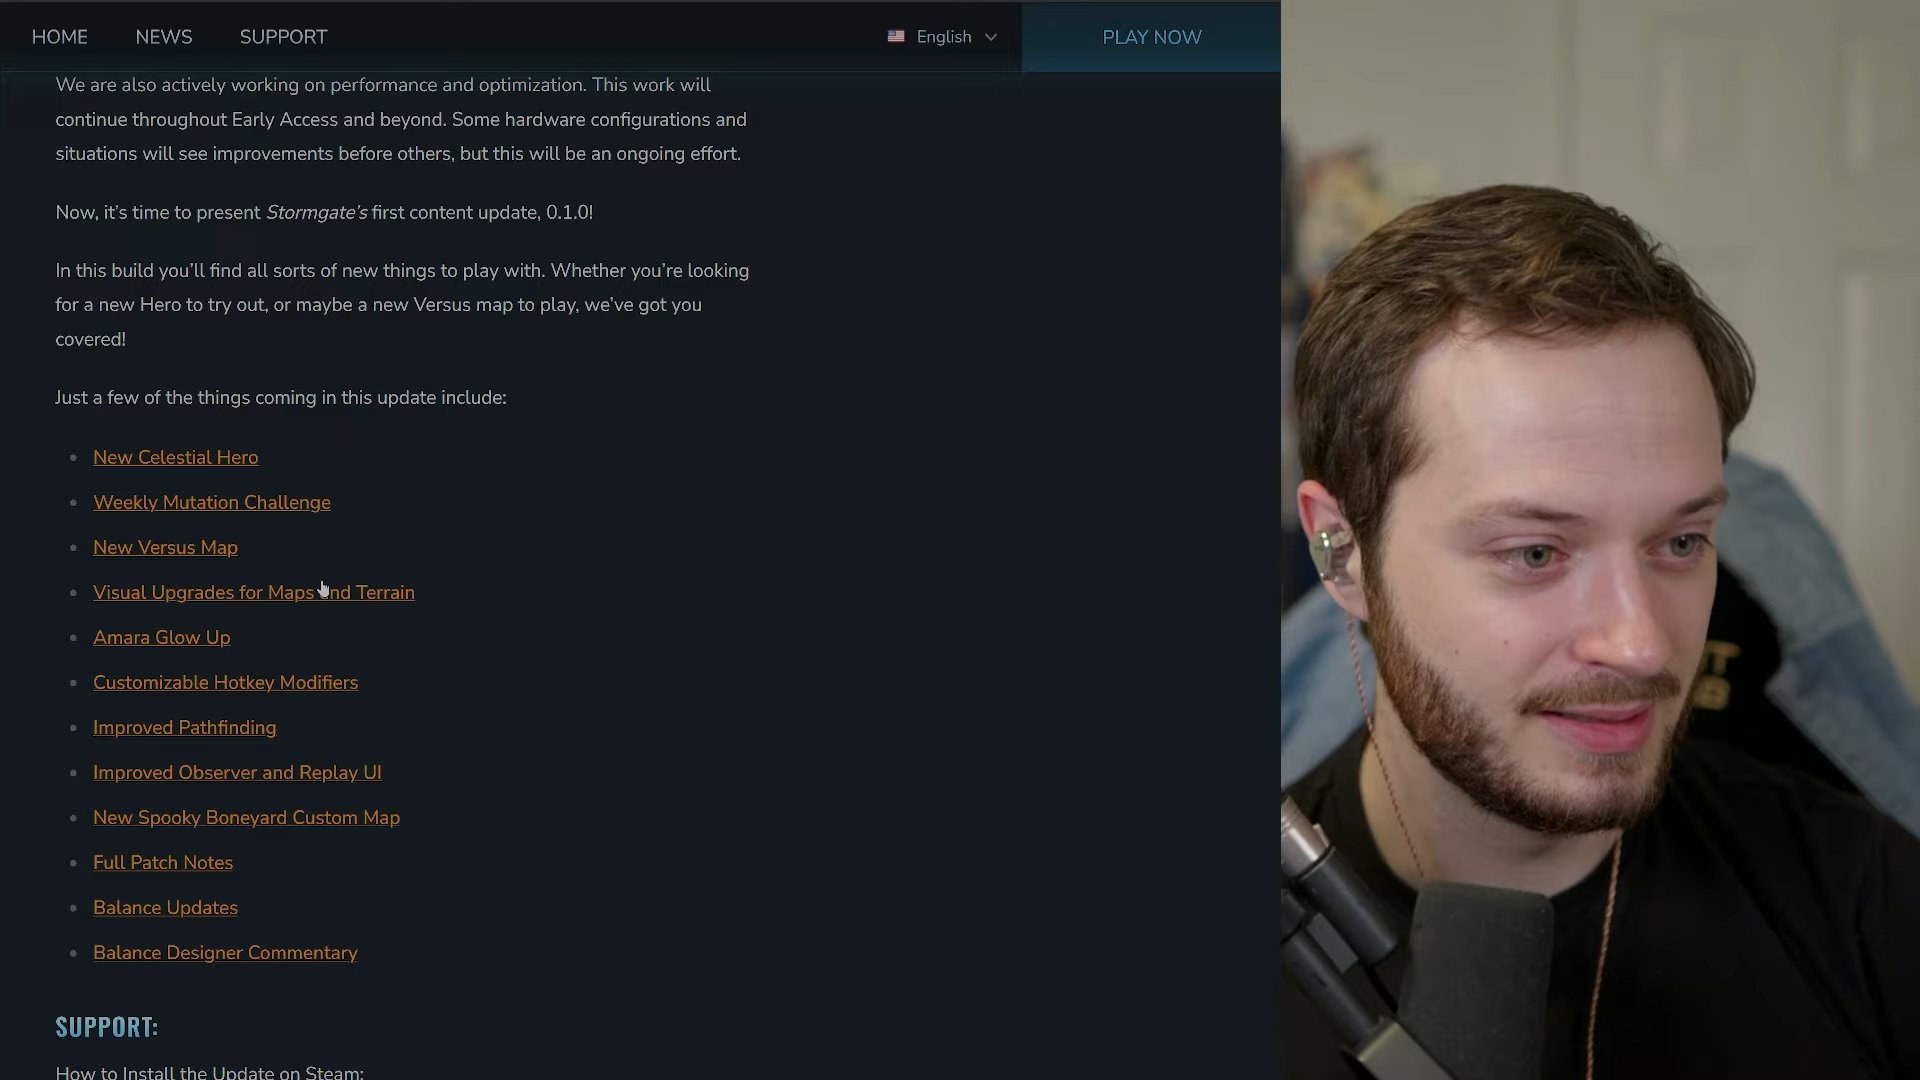 HOME
NEWS
SUPPORT
English
PLAY NOW
We are also actively working on performance and optimization. This work will
continue throughout Early Access and beyond. Some hardware configurations and
situations will see improvements before others, but this will be an ongoing effort.
Now, it’s time to present Stormgate’s first content update, 0.1.0!
In this build you’ll find all sorts of new things to play with. Whether you’re looking
for a new Hero to try out, or maybe a new Versus map to play, we’ve got you
covered!
Just a few of the things coming in this update include:
New Celestial Hero
Weekly Mutation Challenge
New Versus Map
Visual Upgrades for Maps and Terrain
Amara Glow Up
Customizable Hotkey Modifiers
Improved Pathfinding
Improved Observer and Replay UI
New Spooky Boneyard Custom Map
Full Patch Notes
Balance Updates
Balance Designer Commentary
SUPPORT:
How to Install the Update on Steam: